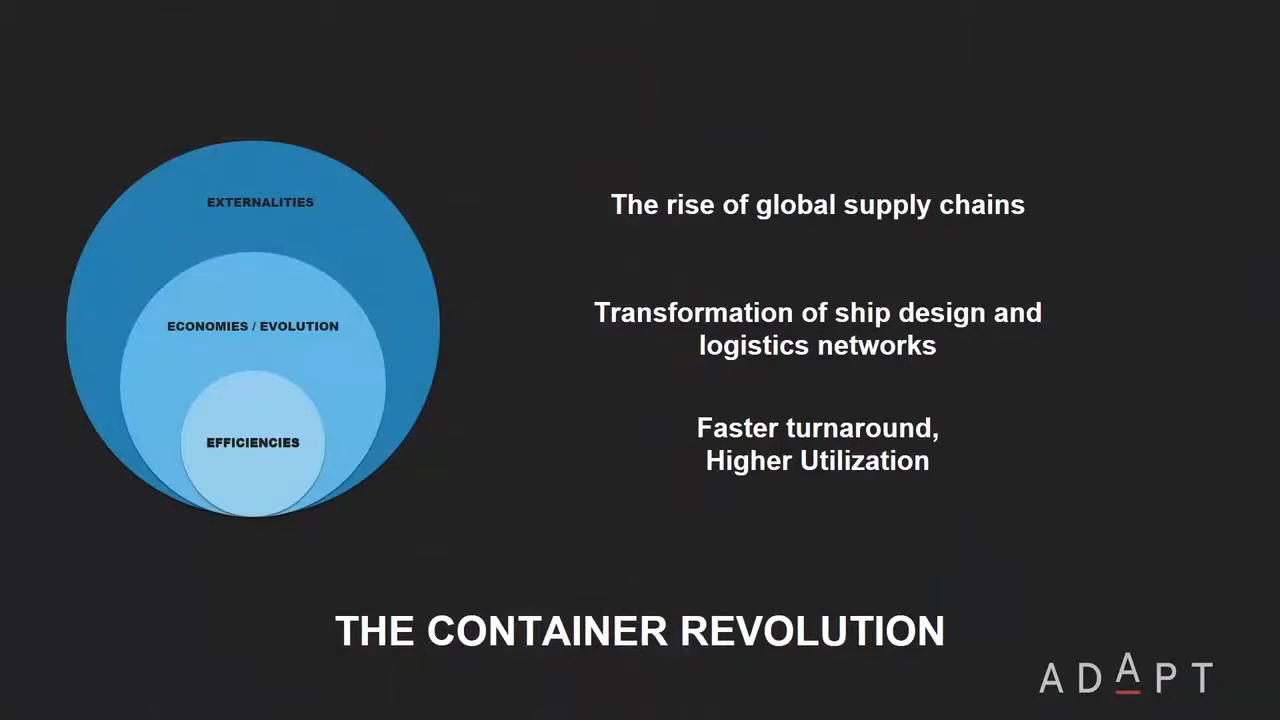 EXTERNALITIES
The rise of global supply chains
ECONOMIES / EVOLUTION
Transformation of ship design and
logistics networks
EFFICIENCIES
Faster turnaround,
Higher Utilization
THE CONTAINER REVOLUTION
ADAPT